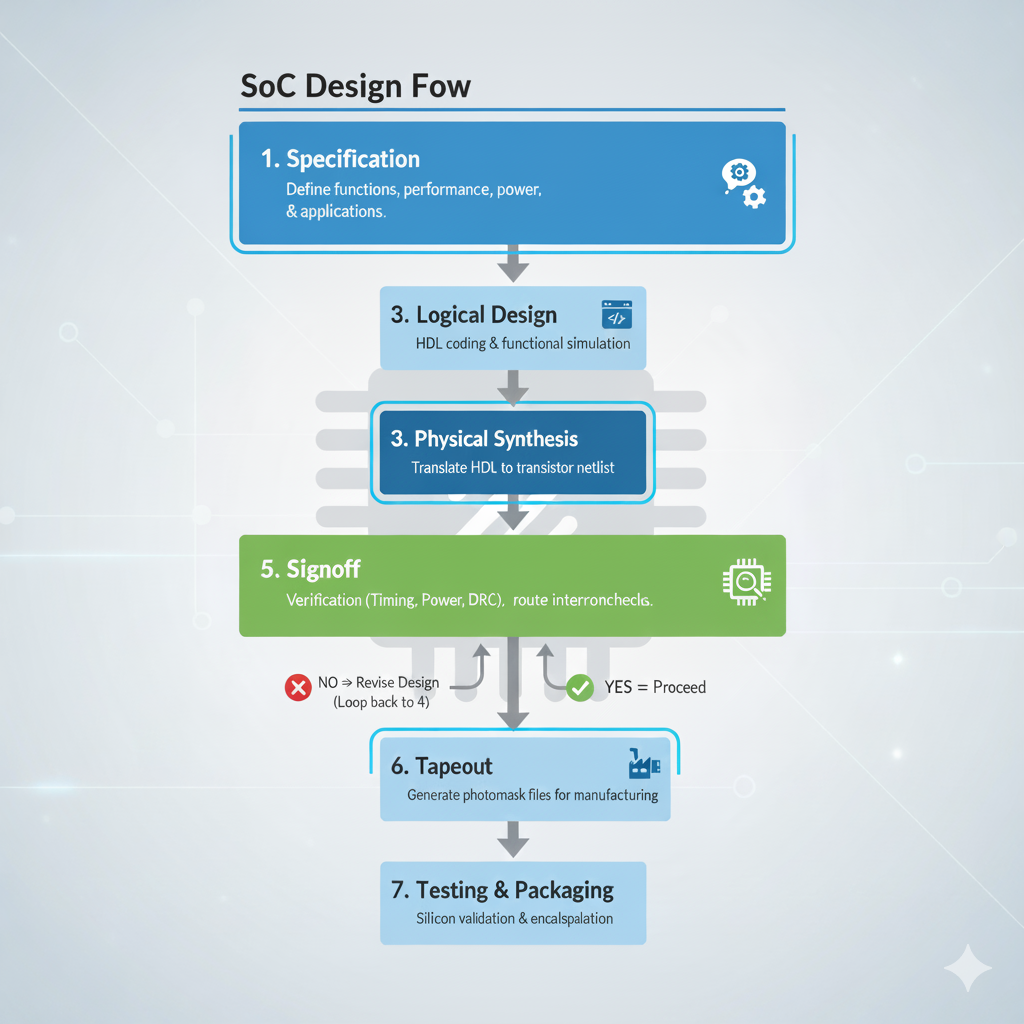 SoC Design Fow
1. Specification
Define functions, performance, power,
& applications.
3. Logical Design
</>
HDL coding & functional simulation
3. Physical Synthesis
Translate HDL to transistor netlist
5. Signoff
Verification (Timing, Power, DRC), route interronchecls.
NO ⇒ Revise Design
(Loop back to 4)
YES = Proceed
6. Tapeout
Generate photomask files for manufacturing
7. Testing & Packaging
Silicon validation & encalspalation